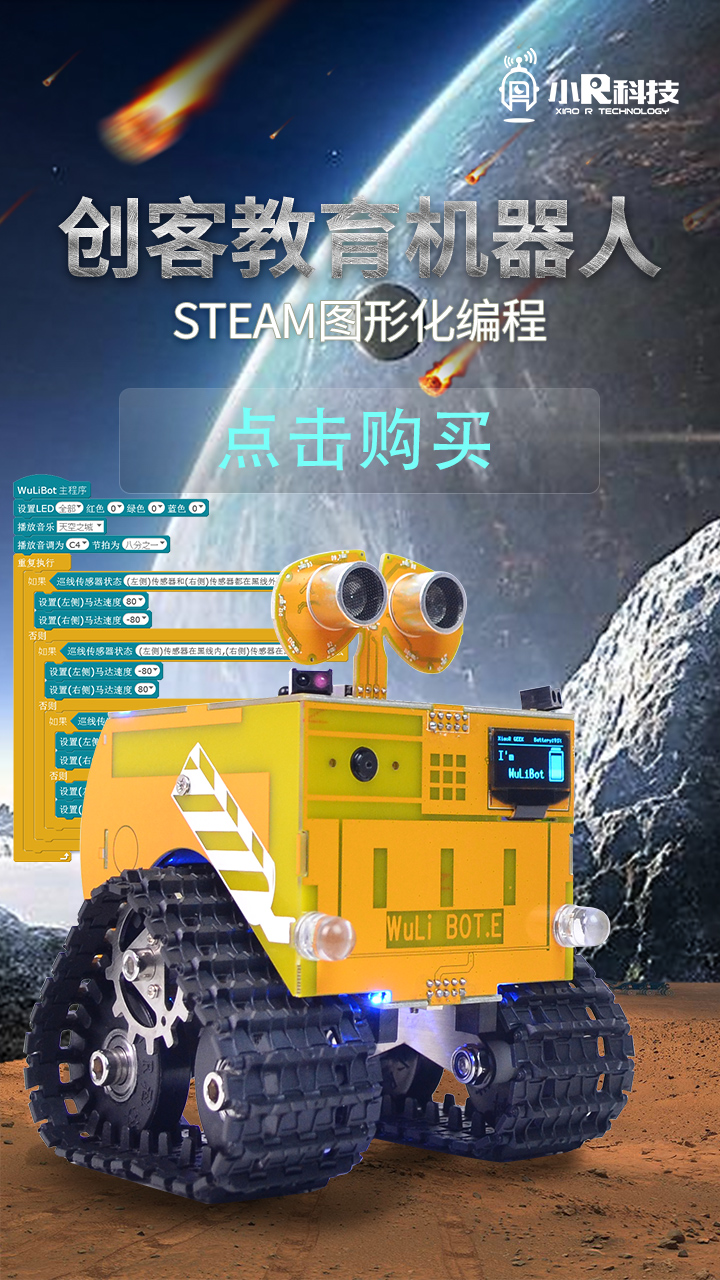 小R科技
XIAO R TECHNOLOGY
创客教育机器人
STEAM图形化编程
点击购买
WuLiBot 主程序
设置LED 全部 红色 0 绿色 0 蓝色 0
播放音乐 天空之城
播放音调为 C4 节拍为 八分之一
重复执行
如果 巡线传感器状态 (左侧)传感器和(右侧)传感器都在黑线外
设置(左侧)马达速度 80
设置(右侧)马达速度 -80
否则
如果 巡线传感器状态 (左侧)传感器在黑线内,(右侧)传感器在
设置(左侧)马达速度 -80
设置(右侧)马达速度 80
否则
如果 巡线
设置(左
设置(右
否则
设置(
设置(
XiaoR GEEK
I'm
WuLiBot
WuLi BOT.E